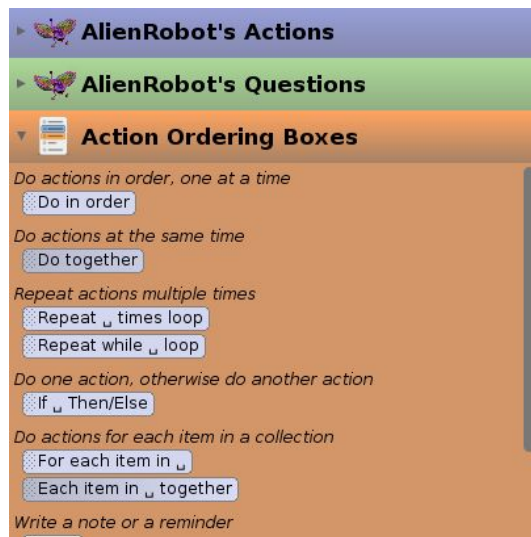 AlienRobot's Actions
AlienRobot's Questions
Action Ordering Boxes
Do actions in order, one at a time
Do in order
Do actions at the same time
Do together
Repeat actions multiple times
Repeat ␣ times loop
Repeat while ␣ loop
Do one action, otherwise do another action
If ␣ Then/Else
Do actions for each item in a collection
For each item in ␣
Each item in ␣ together
Write a note or a reminder